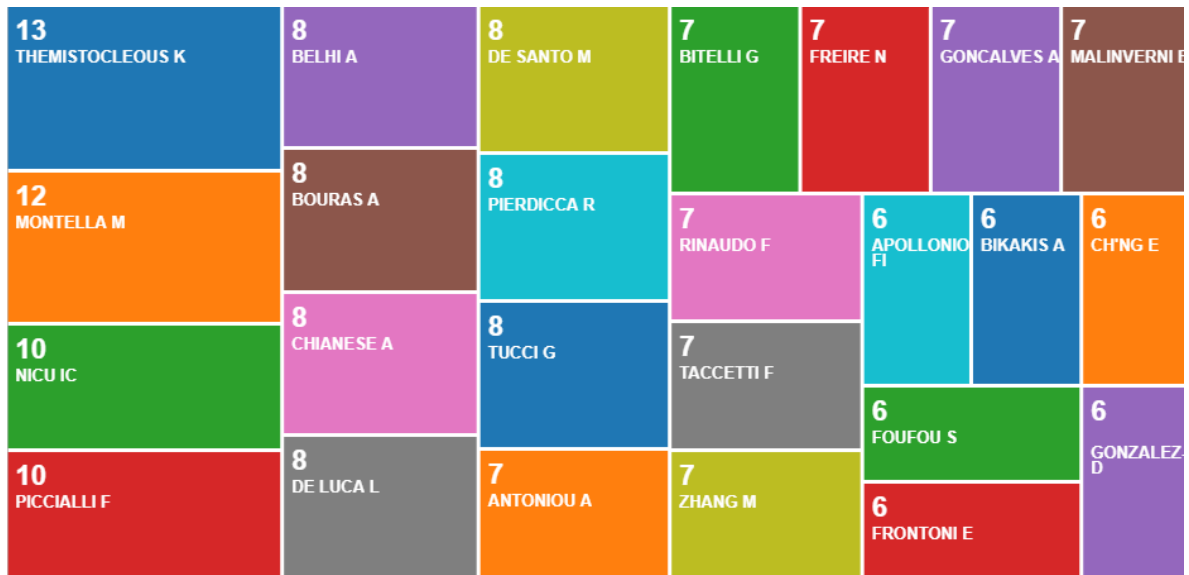 13
THEMISTOCLEOUS K
12
MONTELLA M
10
NICU IC
10
PICCIALLI F
8
BELHI A
8
BOURAS A
8
CHIANESE A
8
DE LUCA L
8
DE SANTO M
8
PIERDICCA R
8
TUCCI G
7
ANTONIOU A
7
BITELLI G
7
FREIRE N
7
GONCALVES A
7
MALINVERNI E
7
RINAUDO F
7
TACCETTI F
7
ZHANG M
6
APOLLONIO
FI
6
BIKAKIS A
6
CH'NG E
6
FOUFOU S
6
FRONTONI E
6
GONZALEZ-
D